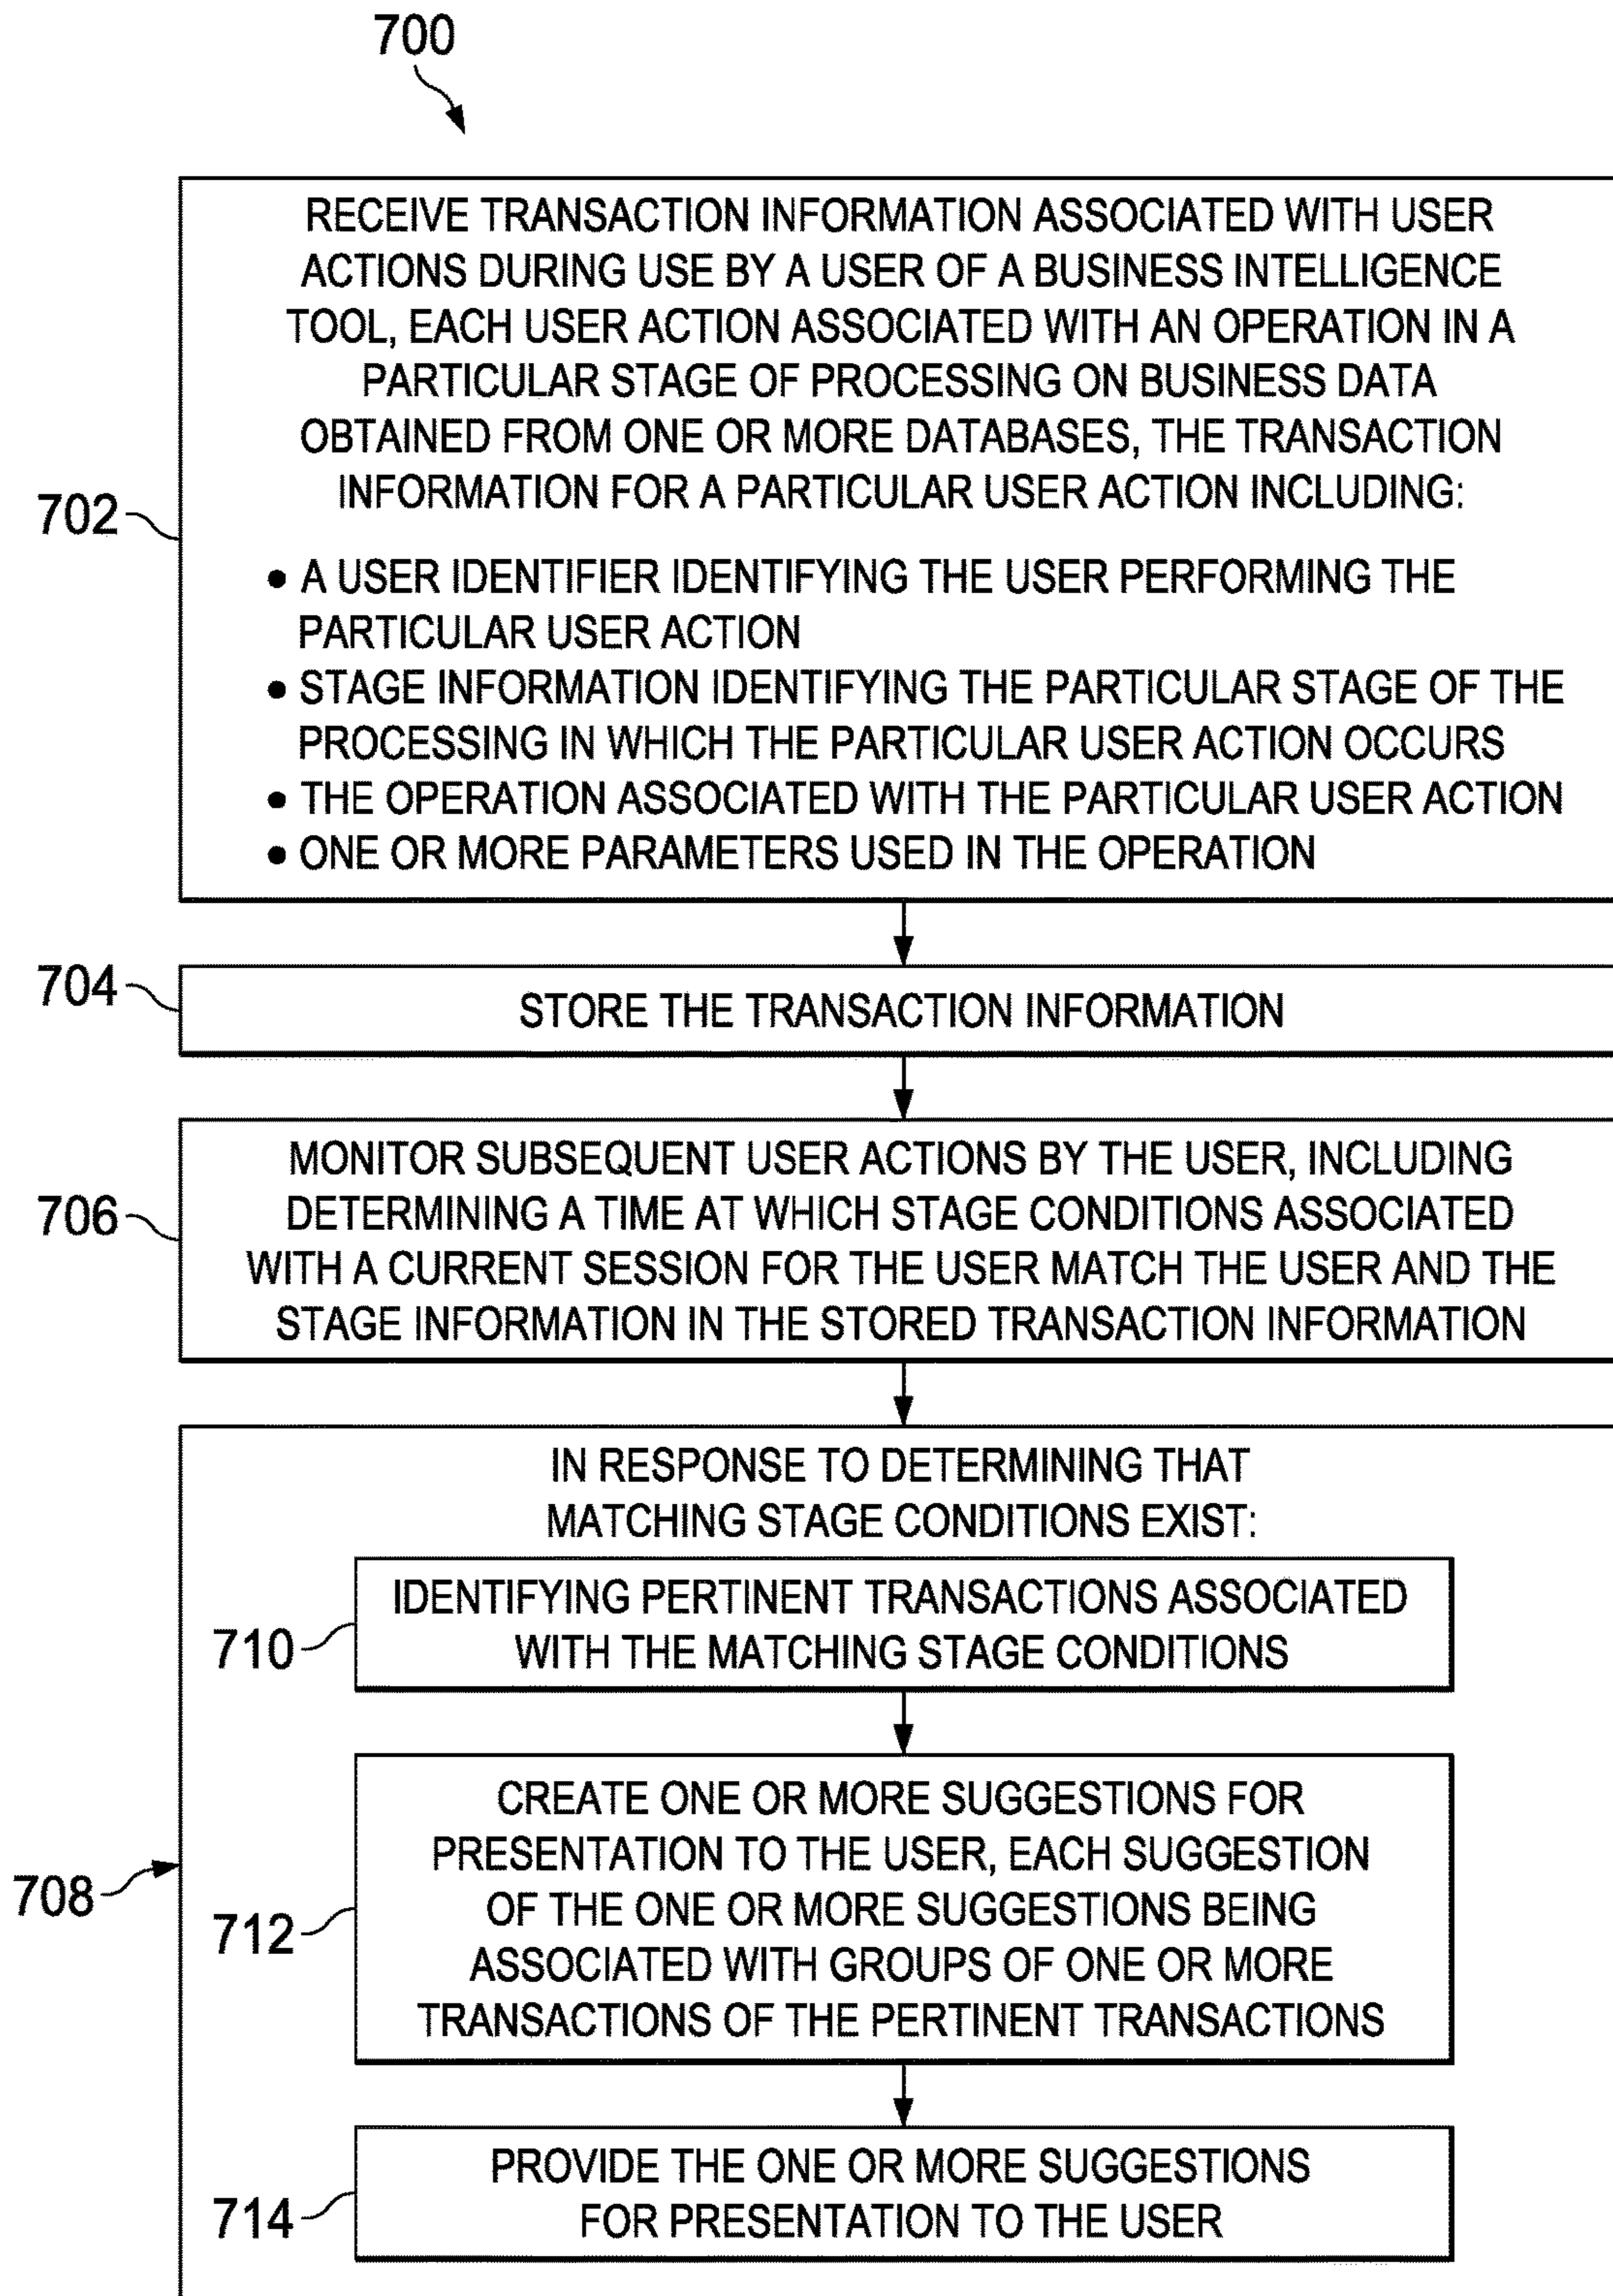 700
RECEIVE TRANSACTION INFORMATION ASSOCIATED WITH USER
ACTIONS DURING USE BY A USER OF A BUSINESS INTELLIGENCE
TOOL, EACH USER ACTION ASSOCIATED WITH AN OPERATION IN A
PARTICULAR STAGE OF PROCESSING ON BUSINESS DATA
OBTAINED FROM ONE OR MORE DATABASES, THE TRANSACTION
INFORMATION FOR A PARTICULAR USER ACTION INCLUDING:
702
• A USER IDENTIFIER IDENTIFYING THE USER PERFORMING THE
PARTICULAR USER ACTION
• STAGE INFORMATION IDENTIFYING THE PARTICULAR STAGE OF THE
PROCESSING IN WHICH THE PARTICULAR USER ACTION OCCURS
• THE OPERATION ASSOCIATED WITH THE PARTICULAR USER ACTION
• ONE OR MORE PARAMETERS USED IN THE OPERATION
704
STORE THE TRANSACTION INFORMATION
706
MONITOR SUBSEQUENT USER ACTIONS BY THE USER, INCLUDING
DETERMINING A TIME AT WHICH STAGE CONDITIONS ASSOCIATED
WITH A CURRENT SESSION FOR THE USER MATCH THE USER AND THE
STAGE INFORMATION IN THE STORED TRANSACTION INFORMATION
708
IN RESPONSE TO DETERMINING THAT
MATCHING STAGE CONDITIONS EXIST:
710
IDENTIFYING PERTINENT TRANSACTIONS ASSOCIATED
WITH THE MATCHING STAGE CONDITIONS
712
CREATE ONE OR MORE SUGGESTIONS FOR
PRESENTATION TO THE USER, EACH SUGGESTION
OF THE ONE OR MORE SUGGESTIONS BEING
ASSOCIATED WITH GROUPS OF ONE OR MORE
TRANSACTIONS OF THE PERTINENT TRANSACTIONS
714
PROVIDE THE ONE OR MORE SUGGESTIONS
FOR PRESENTATION TO THE USER